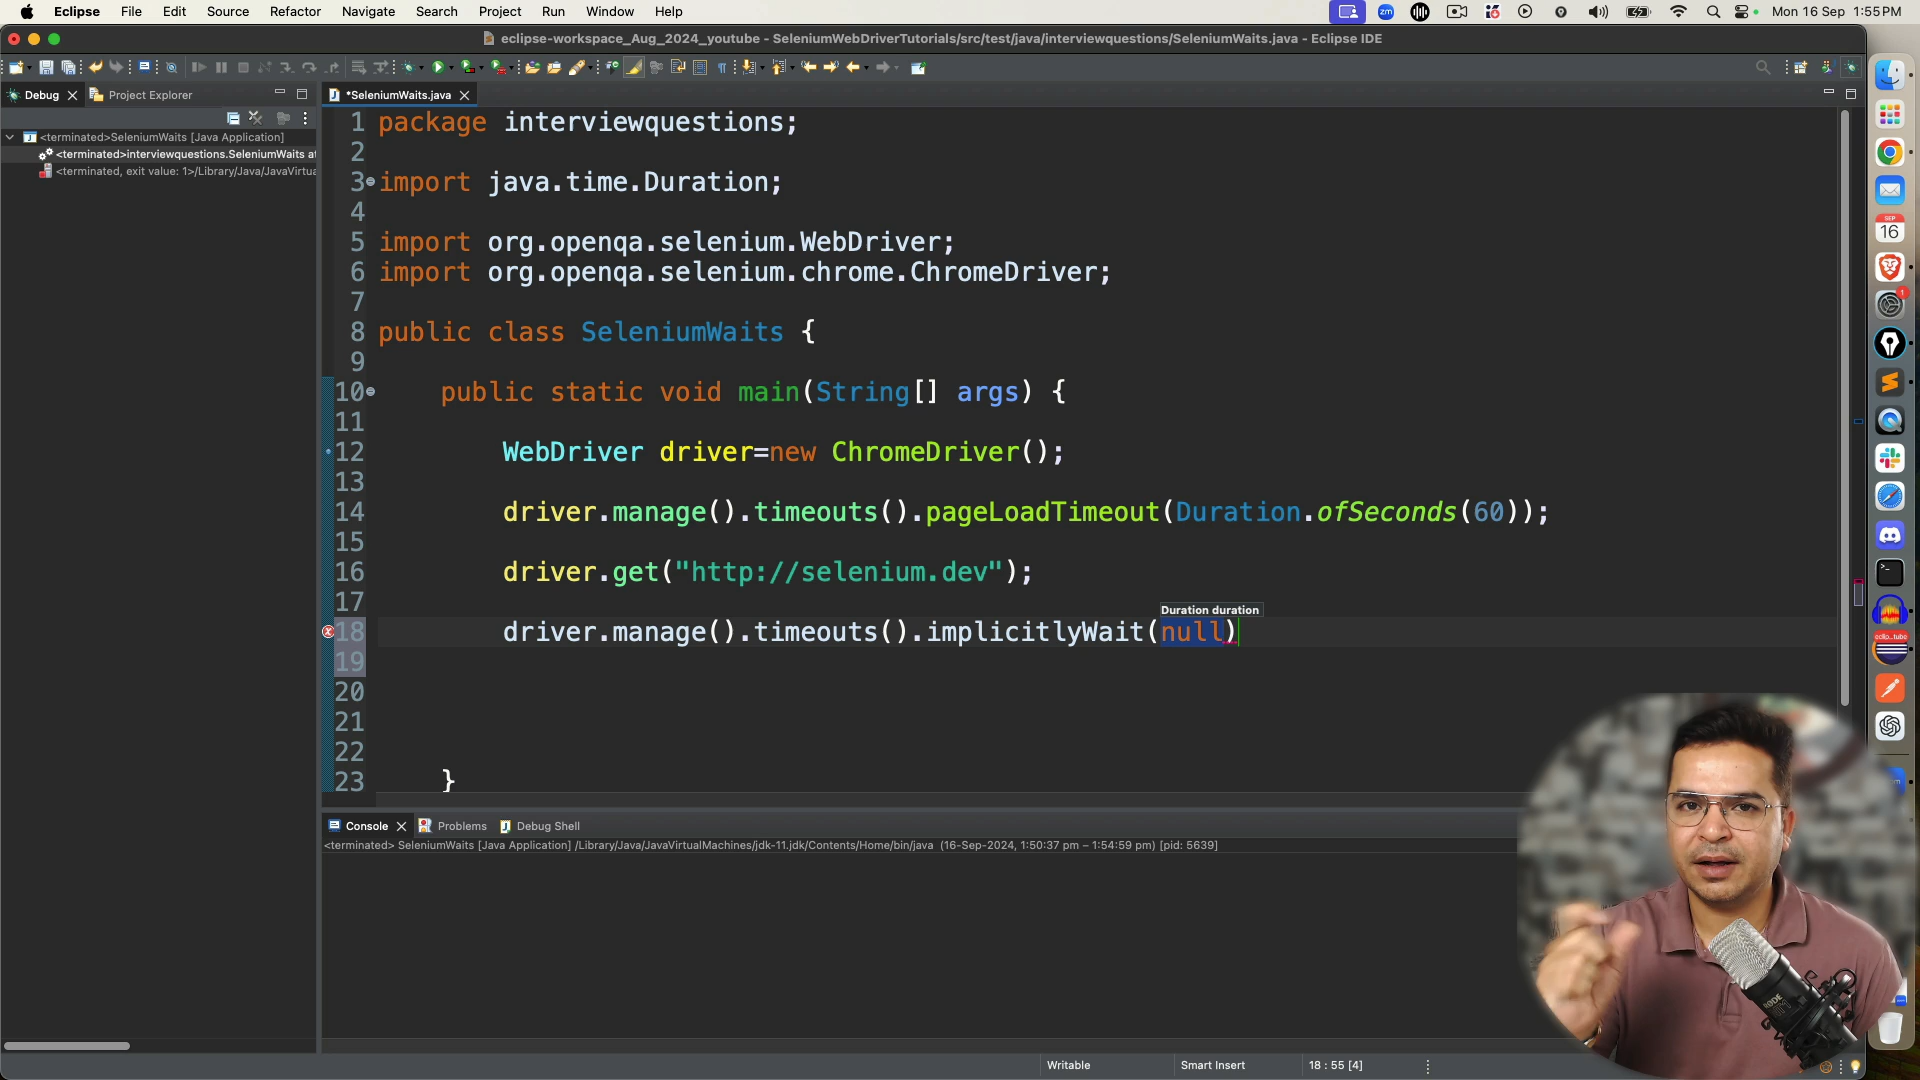 Eclipse File Edit Source Refactor Navigate Search Project Run Window Help
zm
Mon 16 Sep 1:55 PM
eclipse-workspace_Aug_2024_youtube - SeleniumWebDriverTutorials/src/test/java/interviewquestions/SeleniumWaits.java - Eclipse IDE
Debug
Project Explorer
*SeleniumWaits.java
<terminated>SeleniumWaits [Java Application]
<terminated>interviewquestions.SeleniumWaits at
<terminated, exit value: 1>/Library/Java/JavaVirtua
1 package interviewquestions;
2
3 import java.time.Duration;
4
5 import org.openqa.selenium.WebDriver;
6 import org.openqa.selenium.chrome.ChromeDriver;
7
8 public class SeleniumWaits {
9
10 public static void main(String[] args) {
11
12 WebDriver driver=new ChromeDriver();
13
14 driver.manage().timeouts().pageLoadTimeout(Duration.ofSeconds(60));
15
16 driver.get("http://selenium.dev");
17
Duration duration
18 driver.manage().timeouts().implicitlyWait(null)
19
20
21
22
23 }
Console
Problems
Debug Shell
<terminated> SeleniumWaits [Java Application] /Library/Java/JavaVirtualMachines/jdk-11.jdk/Contents/Home/bin/java (16-Sep-2024, 1:50:37 pm – 1:54:59 pm) [pid: 5639]
Writable
Smart Insert
18 : 55 [4]
SEP
16
1
eclip_tube
RODE